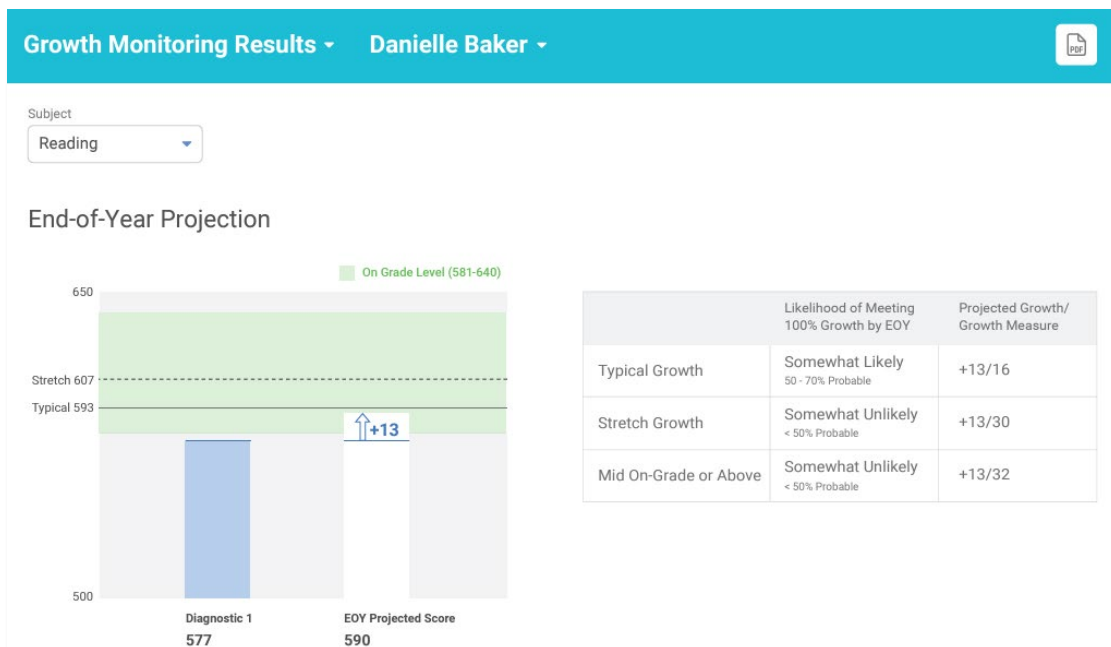 Growth Monitoring Results
Danielle Baker
PDF
Subject
Reading
End-of-Year Projection
On Grade Level (581-640)
650
Stretch 607
Typical 593
+13
500
Diagnostic 1
577
EOY Projected Score
590
Likelihood of Meeting
100% Growth by EOY
Projected Growth/
Growth Measure
Typical Growth
Somewhat Likely
50 - 70% Probable
+13/16
Stretch Growth
Somewhat Unlikely
< 50% Probable
+13/30
Mid On-Grade or Above
Somewhat Unlikely
< 50% Probable
+13/32